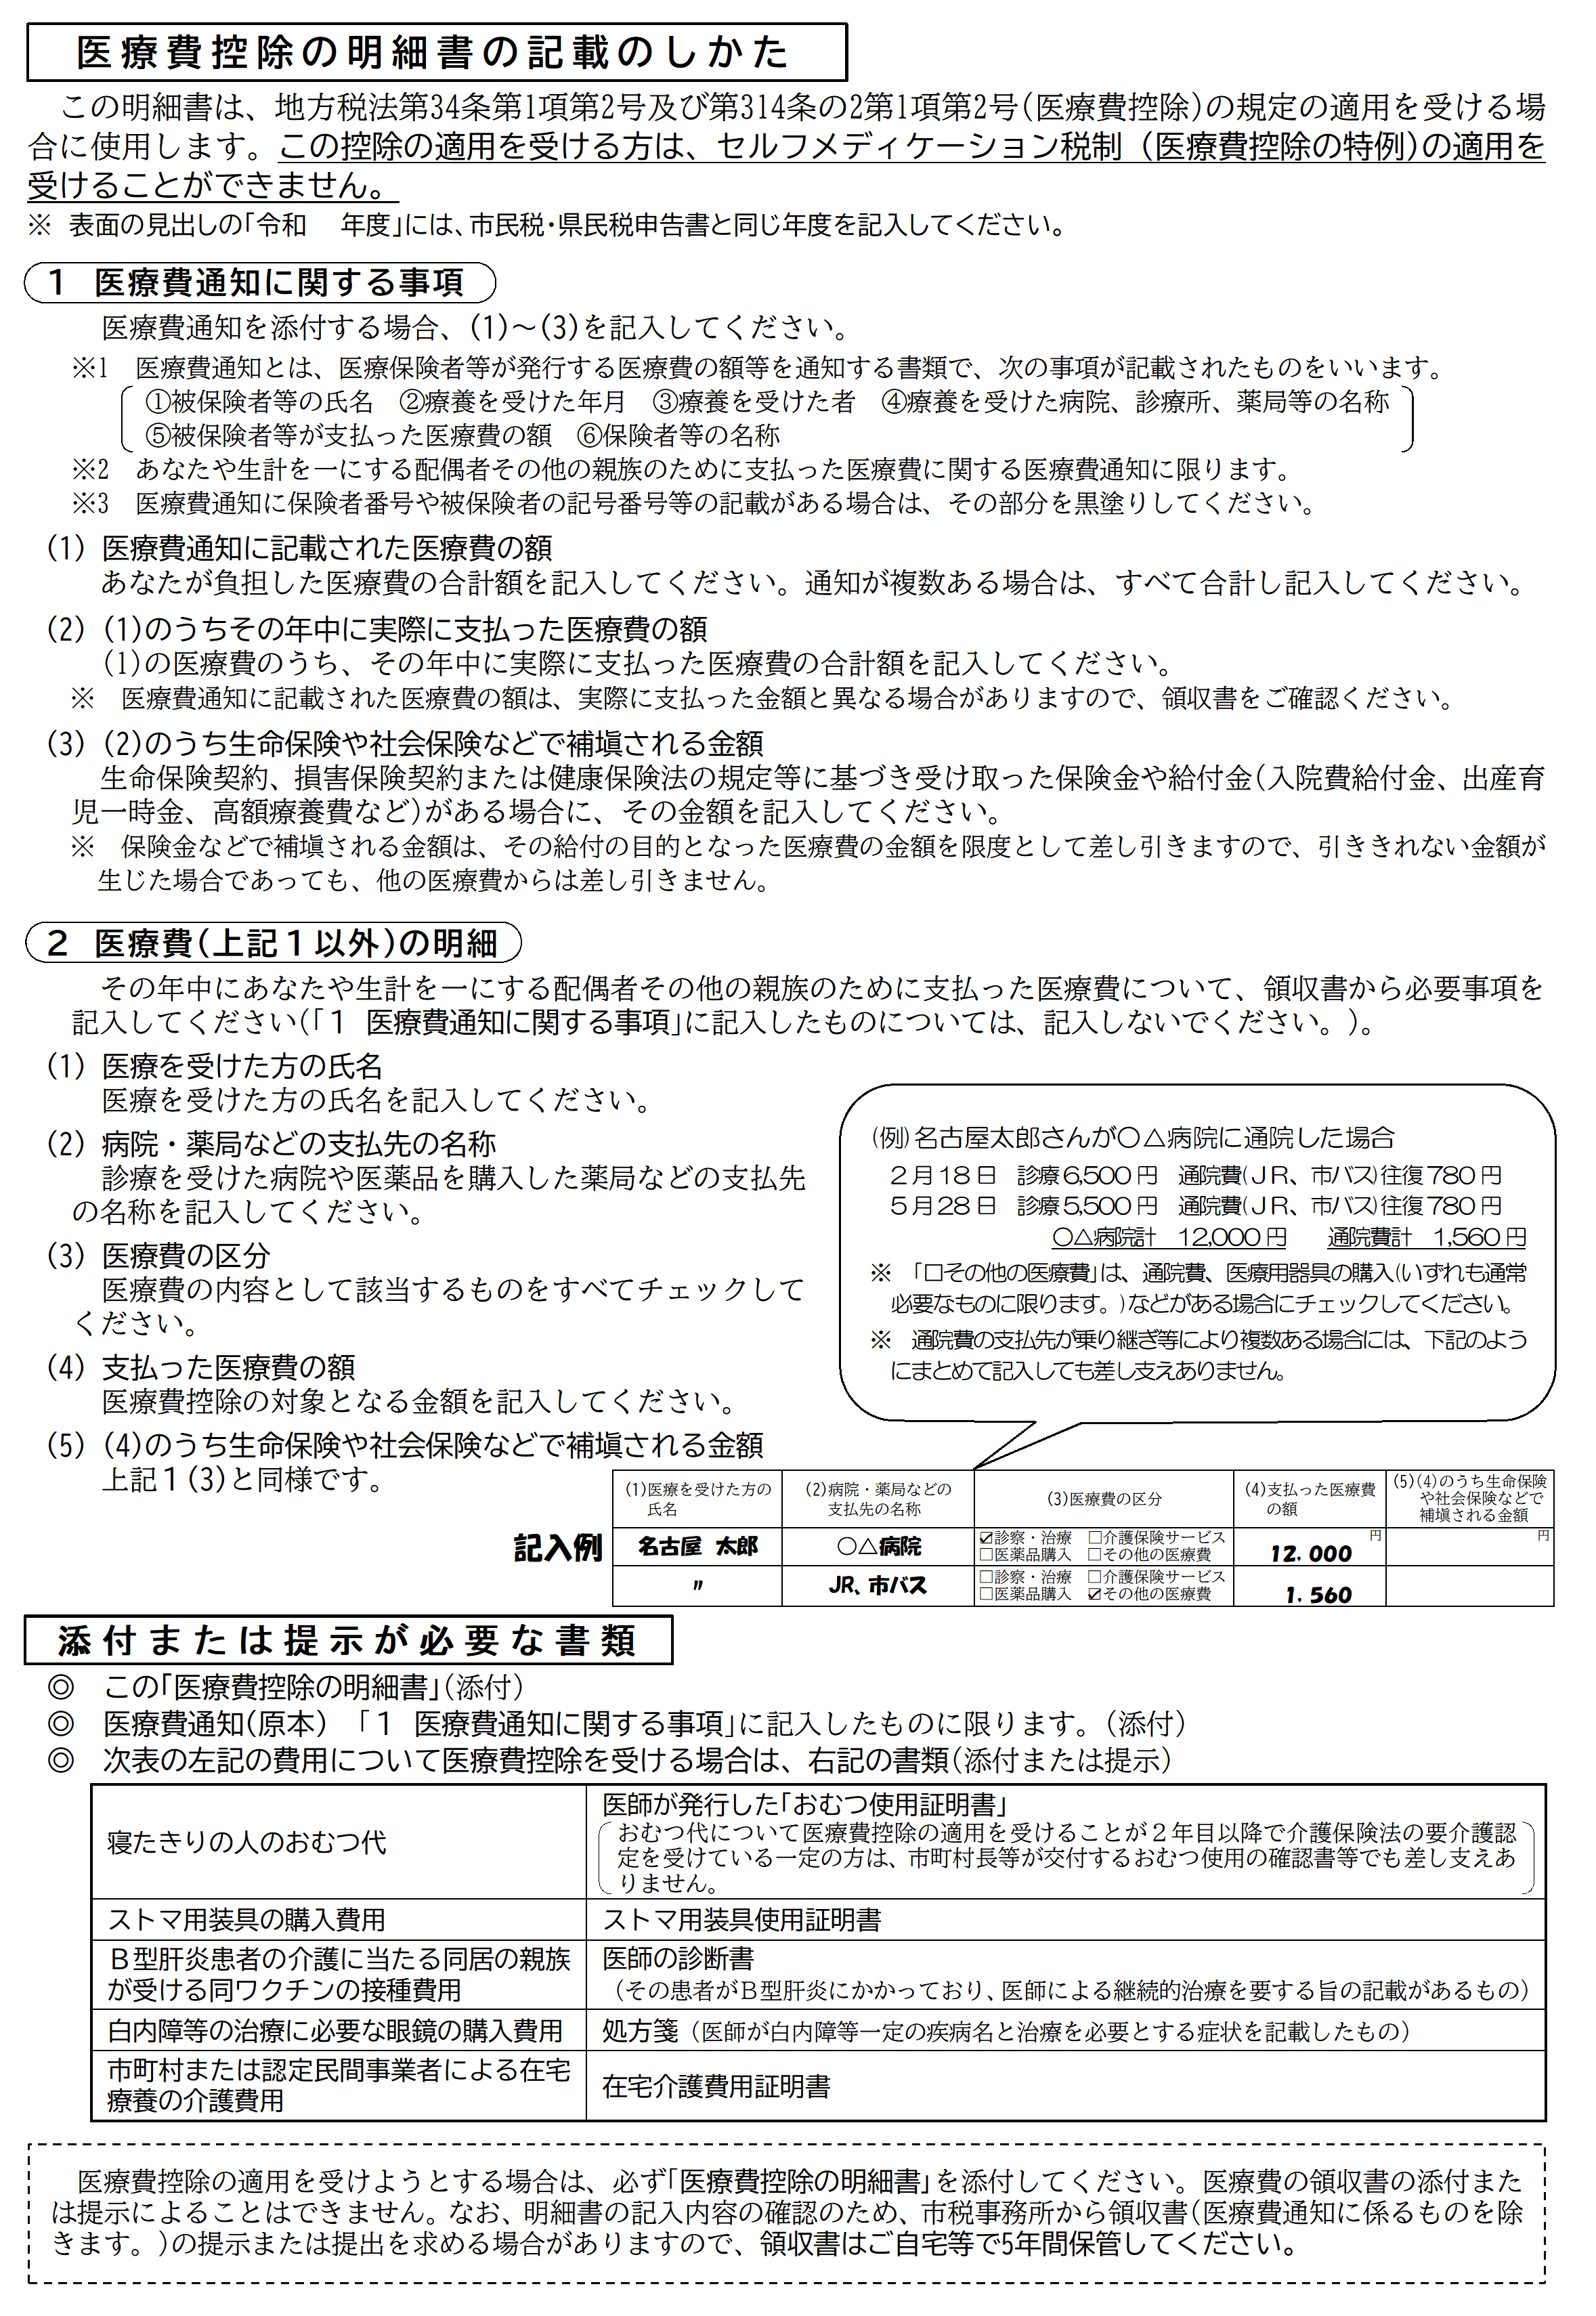 医療費控除の明細書の記載のしかた
　この明細書は、地方税法第34条第1項第2号及び第314条の2第1項第2号(医療費控除)の規定の適用を受ける場
合に使用します。この控除の適用を受ける方は、セルフメディケーション税制（医療費控除の特例)の適用を
受けることができません。
※　表面の見出しの「令和　 年度」には、市民税・県民税申告書と同じ年度を記入してください。
１　医療費通知に関する事項
医療費通知を添付する場合、(1)～(3)を記入してください。
※1　医療費通知とは、医療保険者等が発行する医療費の額等を通知する書類で、次の事項が記載されたものをいいます。
①被保険者等の氏名　②療養を受けた年月　③療養を受けた者　④療養を受けた病院、診療所、薬局等の名称
⑤被保険者等が支払った医療費の額　⑥保険者等の名称
※2　あなたや生計を一にする配偶者その他の親族のために支払った医療費に関する医療費通知に限ります。
※3　医療費通知に保険者番号や被保険者の記号番号等の記載がある場合は、その部分を黒塗りしてください。
(1) 医療費通知に記載された医療費の額
あなたが負担した医療費の合計額を記入してください。通知が複数ある場合は、すべて合計し記入してください。
(2) (1)のうちその年中に実際に支払った医療費の額
(1)の医療費のうち、その年中に実際に支払った医療費の合計額を記入してください。
※　医療費通知に記載された医療費の額は、実際に支払った金額と異なる場合がありますので、領収書をご確認ください。
(3) (2)のうち生命保険や社会保険などで補塡される金額
　生命保険契約、損害保険契約または健康保険法の規定等に基づき受け取った保険金や給付金(入院費給付金、出産育
児一時金、高額療養費など)がある場合に、その金額を記入してください。
※　保険金などで補塡される金額は、その給付の目的となった医療費の金額を限度として差し引きますので、引ききれない金額が
生じた場合であっても、他の医療費からは差し引きません。
２　医療費(上記１以外)の明細
　その年中にあなたや生計を一にする配偶者その他の親族のために支払った医療費について、領収書から必要事項を
記入してください(「１　医療費通知に関する事項」に記入したものについては、記入しないでください。)。
(1) 医療を受けた方の氏名
医療を受けた方の氏名を記入してください。
(2) 病院・薬局などの支払先の名称
　診療を受けた病院や医薬品を購入した薬局などの支払先
の名称を記入してください。
(3) 医療費の区分
　医療費の内容として該当するものをすべてチェックして
ください。
(4) 支払った医療費の額
医療費控除の対象となる金額を記入してください。
(5) (4)のうち生命保険や社会保険などで補塡される金額
上記１(3)と同様です。
(例)名古屋太郎さんが〇△病院に通院した場合
２月18日　診療6,500円　通院費(ＪＲ、市バス)往復780円
５月28日　診療5,500円　通院費(ＪＲ、市バス)往復780円
〇△病院計　12,000円　　通院費計　1,560円
※　「□その他の医療費」は、通院費、医療用器具の購入(いずれも通常
必要なものに限ります。)などがある場合にチェックしてください。
※　通院費の支払先が乗り継ぎ等により複数ある場合には、下記のよう
にまとめて記入しても差し支えありません。
記入例
(1)医療を受けた方の
氏名
(2)病院・薬局などの
支払先の名称
(3)医療費の区分
(4)支払った医療費
の額
(5)(4)のうち生命保険
や社会保険などで
補塡される金額
名古屋　太郎
〇△病院
☑診察・治療　□介護保険サービス
□医薬品購入　□その他の医療費
円
12,000
円
〃
JR、市バス
□診察・治療　□介護保険サービス
□医薬品購入　☑その他の医療費
1,560
添付または提示が必要な書類
◎　この「医療費控除の明細書」(添付)
◎　医療費通知(原本)　「１　医療費通知に関する事項」に記入したものに限ります。(添付)
◎　次表の左記の費用について医療費控除を受ける場合は、右記の書類(添付または提示)
寝たきりの人のおむつ代
医師が発行した「おむつ使用証明書」
おむつ代について医療費控除の適用を受けることが２年目以降で介護保険法の要介護認
定を受けている一定の方は、市町村長等が交付するおむつ使用の確認書等でも差し支えあ
りません。
ストマ用装具の購入費用
ストマ用装具使用証明書
Ｂ型肝炎患者の介護に当たる同居の親族
が受ける同ワクチンの接種費用
医師の診断書
（その患者がＢ型肝炎にかかっており、医師による継続的治療を要する旨の記載があるもの）
白内障等の治療に必要な眼鏡の購入費用
処方箋（医師が白内障等一定の疾病名と治療を必要とする症状を記載したもの）
市町村または認定民間事業者による在宅
療養の介護費用
在宅介護費用証明書
　医療費控除の適用を受けようとする場合は、必ず「医療費控除の明細書」を添付してください。医療費の領収書の添付また
は提示によることはできません。なお、明細書の記入内容の確認のため、市税事務所から領収書(医療費通知に係るものを除
きます。)の提示または提出を求める場合がありますので、領収書はご自宅等で5年間保管してください。